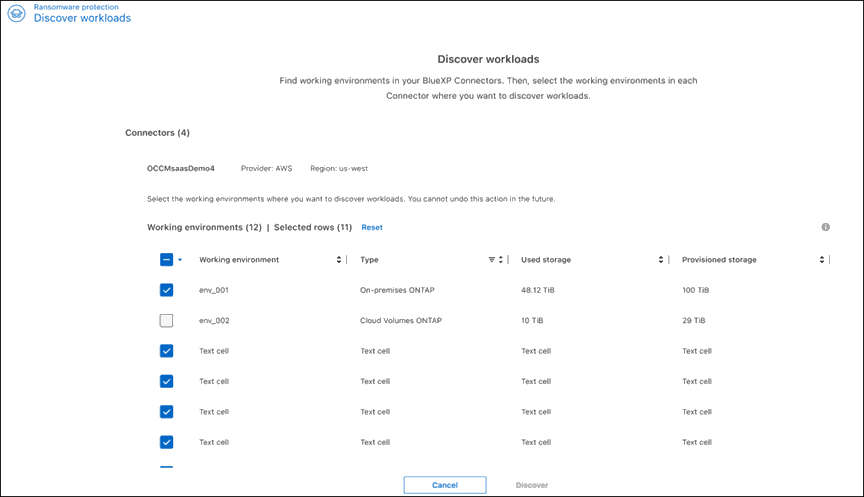 Ransomware protection
Discover workloads
Discover workloads
Find working environments in your BlueXP Connectors. Then, select the working environments in each
Connector where you want to discover workloads.
Connectors (4)
OCCMsaasDemo4 Provider: AWS Region: us-west
Select the working environments where you want to discover workloads. You cannot undo this action in the future.
Working environments (12) | Selected rows (11) Reset
Working environment Type Used storage Provisioned storage
env_001 On-premises ONTAP 48.12 TiB 100 TiB
env_002 Cloud Volumes ONTAP 10 TiB 29 TiB
Text cell Text cell Text cell Text cell
Text cell Text cell Text cell Text cell
Text cell Text cell Text cell Text cell
Text cell Text cell Text cell Text cell
Cancel Discover